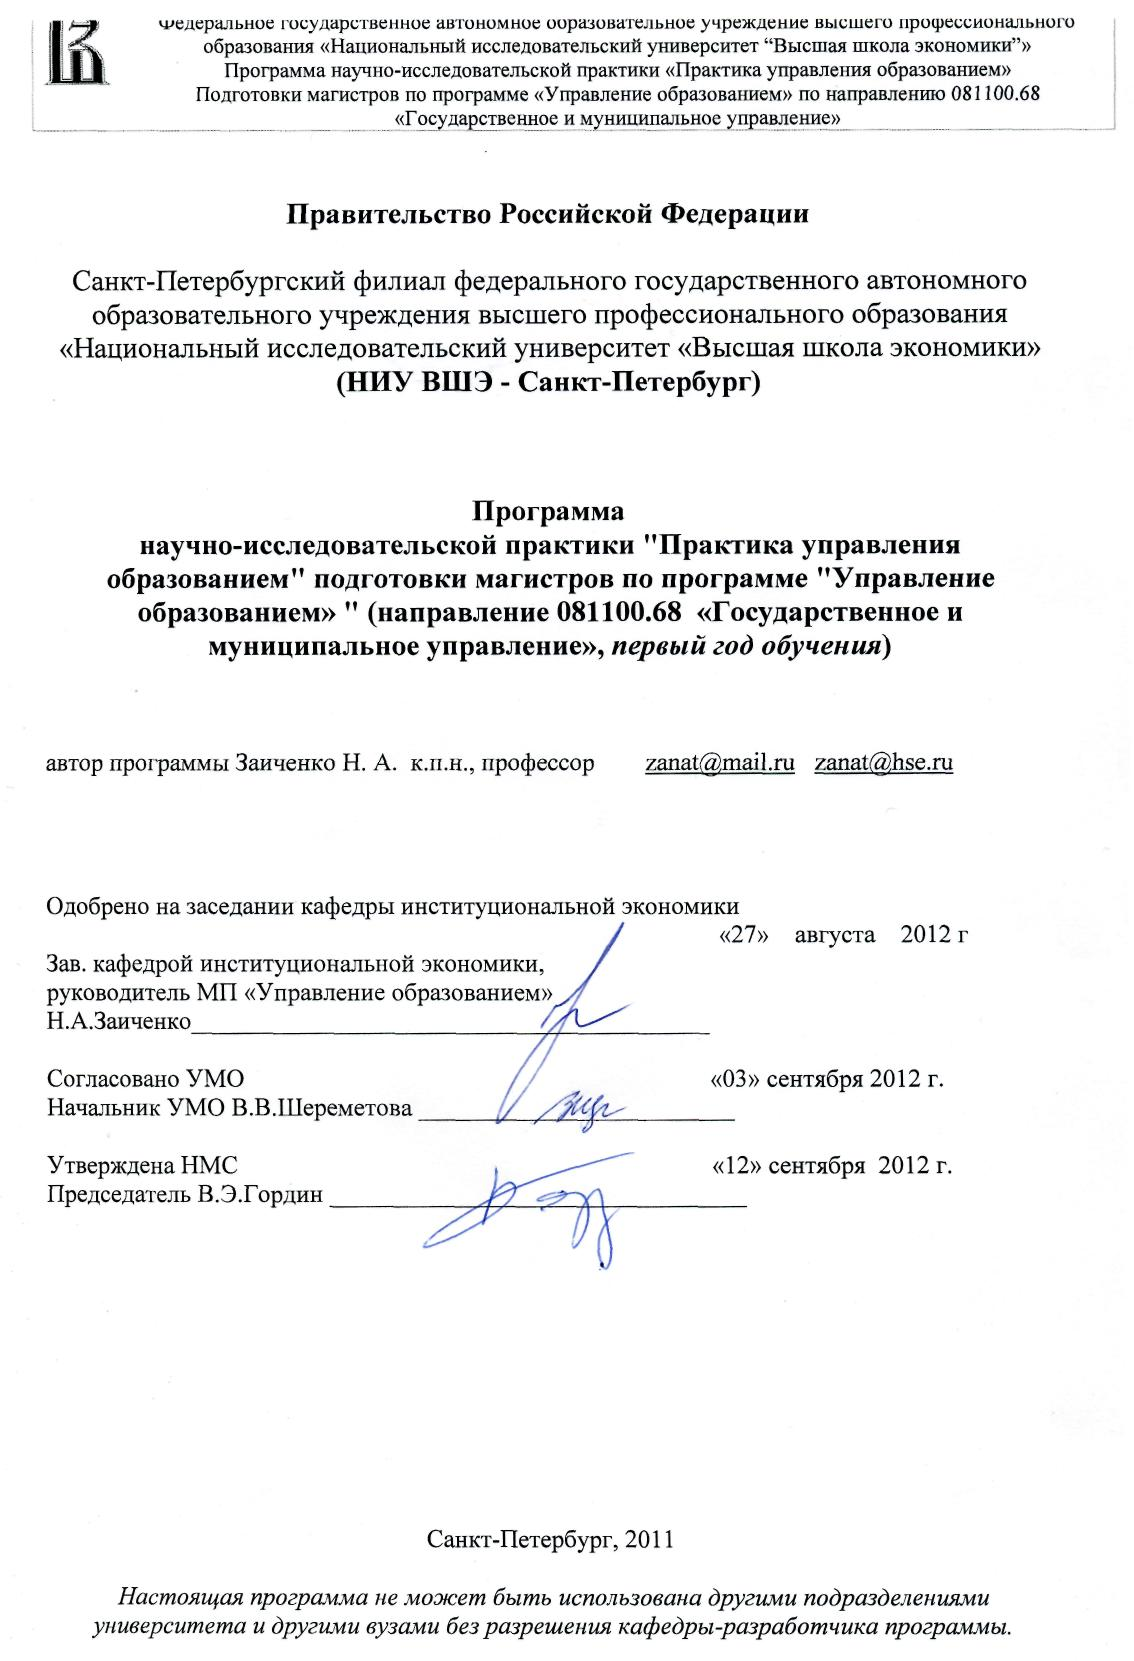 Федеральное государственное автономное образовательное учреждение высшего профессионального
образования «Национальный исследовательский университет “Высшая школа экономики”»
Программа научно-исследовательской практики «Практика управления образованием»
Подготовки магистров по программе «Управление образованием» по направлению 081100.68
«Государственное и муниципальное управление»
Правительство Российской Федерации
Санкт-Петербургский филиал федерального государственного автономного
образовательного учреждения высшего профессионального образования
«Национальный исследовательский университет «Высшая школа экономики»
(НИУ ВШЭ - Санкт-Петербург)
Программа
научно-исследовательской практики "Практика управления
образованием" подготовки магистров по программе "Управление
образованием» " (направление 081100.68 «Государственное и
муниципальное управление», первый год обучения)
автор программы Заиченко Н. А. к.п.н., профессор zanat@mail.ru zanat@hse.ru
Одобрено на заседании кафедры институциональной экономики
«27» августа 2012 г
Зав. кафедрой институциональной экономики,
руководитель МП «Управление образованием»
Н.А.Заиченко
Согласовано УМО «03» сентября 2012 г.
Начальник УМО В.В.Шереметова
Утверждена НМС «12» сентября 2012 г.
Председатель В.Э.Гордин
Санкт-Петербург, 2011
Настоящая программа не может быть использована другими подразделениями
университета и другими вузами без разрешения кафедры-разработчика программы.